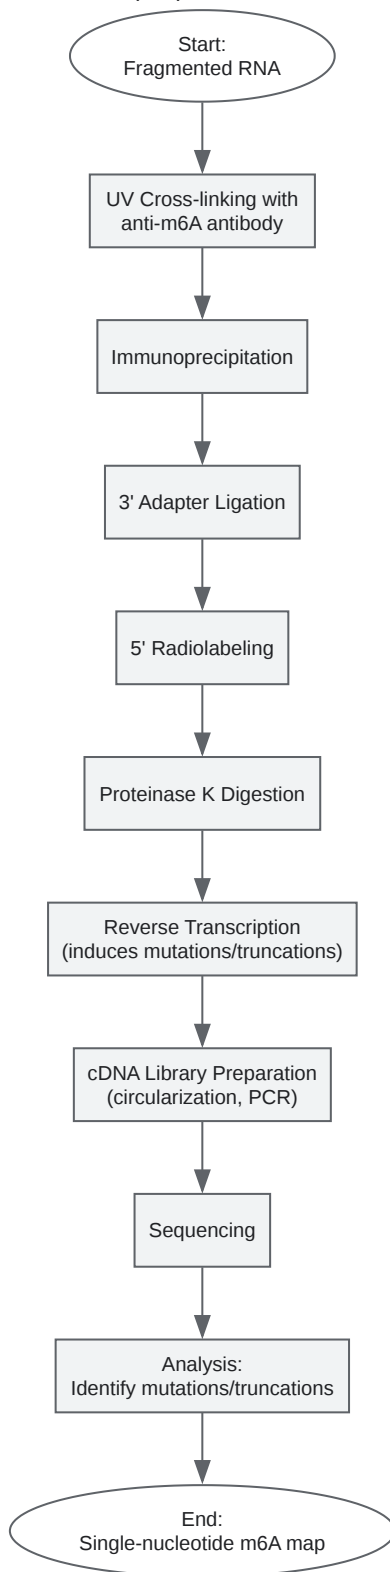 Start:
Fragmented RNA
UV Cross-linking with
anti-m6A antibody
Immunoprecipitation
3' Adapter Ligation
5' Radiolabeling
Proteinase K Digestion
Reverse Transcription
(induces mutations/truncations)
cDNA Library Preparation
(circularization, PCR)
Sequencing
Analysis:
Identify mutations/truncations
End:
Single-nucleotide m6A map